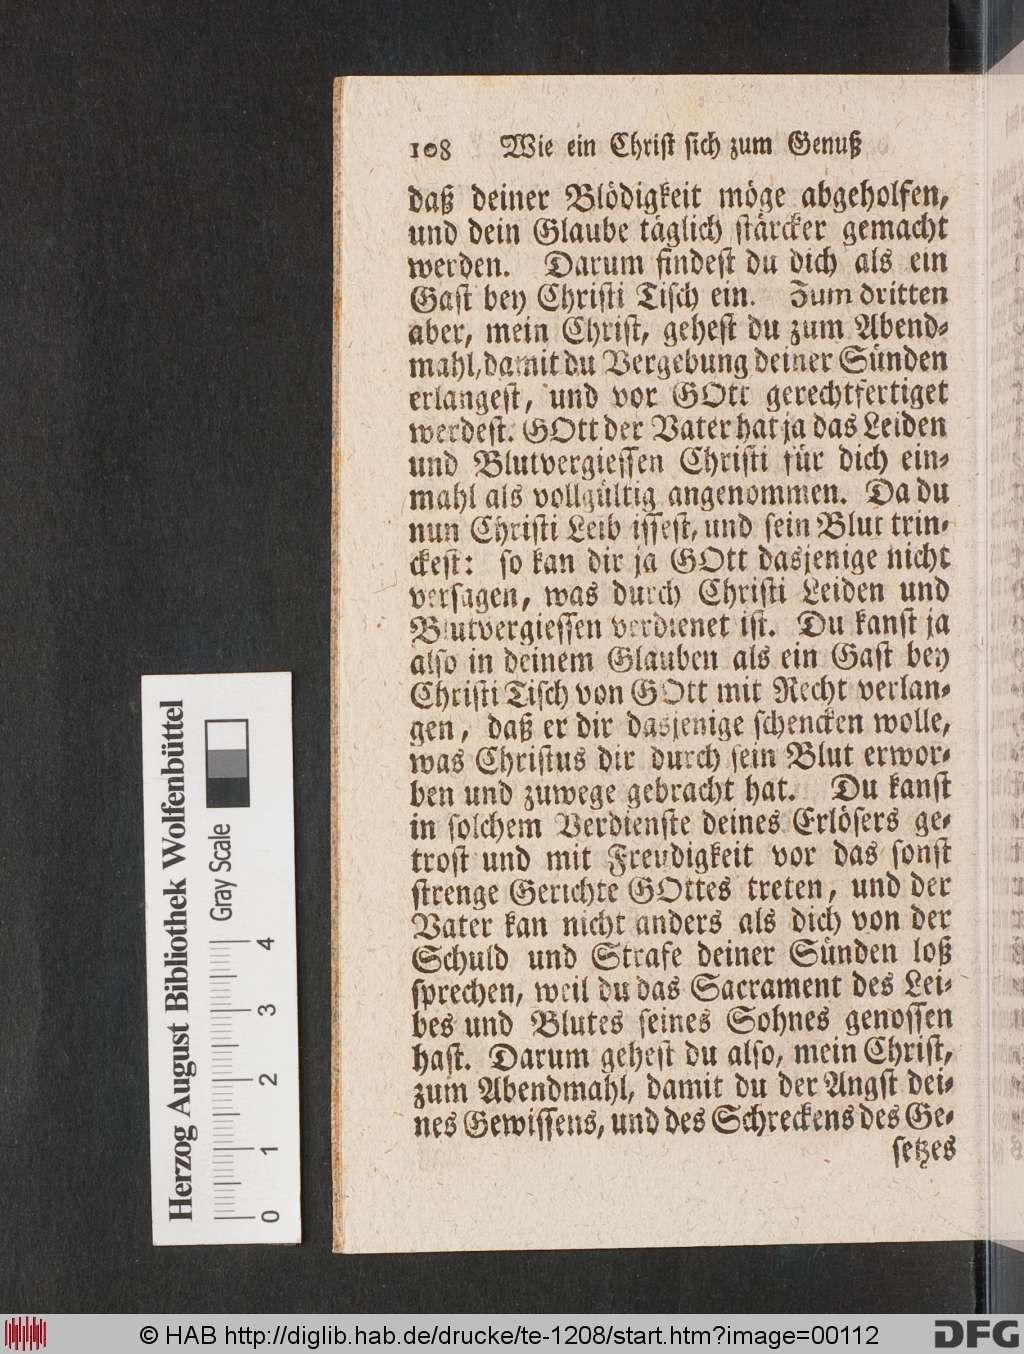 108 Wie ein Christ sich zum Genuß
daß deiner Blödigkeit möge abgeholfen,
und dein Glaube täglich stärcker gemacht
werden. Darum findest du dich als ein
Gast bey Christi Tisch ein. Zum dritten
aber, mein Christ, gehest du zum Abend-
mahl, damit du Vergebung deiner Sünden
erlangest, und vor GOtt gerechtfertiget
werdest. GOtt der Vater hat ja das Leiden
und Blutvergiessen Christi für dich ein-
mahl als vollgültig angenommen. Da du
nun Christi Leib issest, und sein Blut trin-
ckest: so kan dir ja GOtt dasjenige nicht
versagen, was durch Christi Leiden und
Blutvergiessen verdienet ist. Du kanst ja
also in deinem Glauben als ein Gast bey
Christi Tisch von GOtt mit Recht verlan-
gen, daß er dir dasjenige schencken wolle,
was Christus dir durch sein Blut erwor-
ben und zuwege gebracht hat. Du kanst
in solchem Verdienste deines Erlösers ge-
trost und mit Freudigkeit vor das sonst
strenge Gerichte GOttes treten, und der
Vater kan nicht anders als dich von der
Schuld und Strafe deiner Sünden loß
sprechen, weil du das Sacrament des Lei-
bes und Blutes seines Sohnes genossen
hast. Darum gehest du also, mein Christ,
zum Abendmahl, damit du der Angst dei-
nes Gewissens, und des Schreckens des Ge-
setzes
Herzog August Bibliothek Wolfenbüttel
Gray Scale
0 1 2 3 4
© HAB http://diglib.hab.de/drucke/te-1208/start.htm?image=00112
DFG